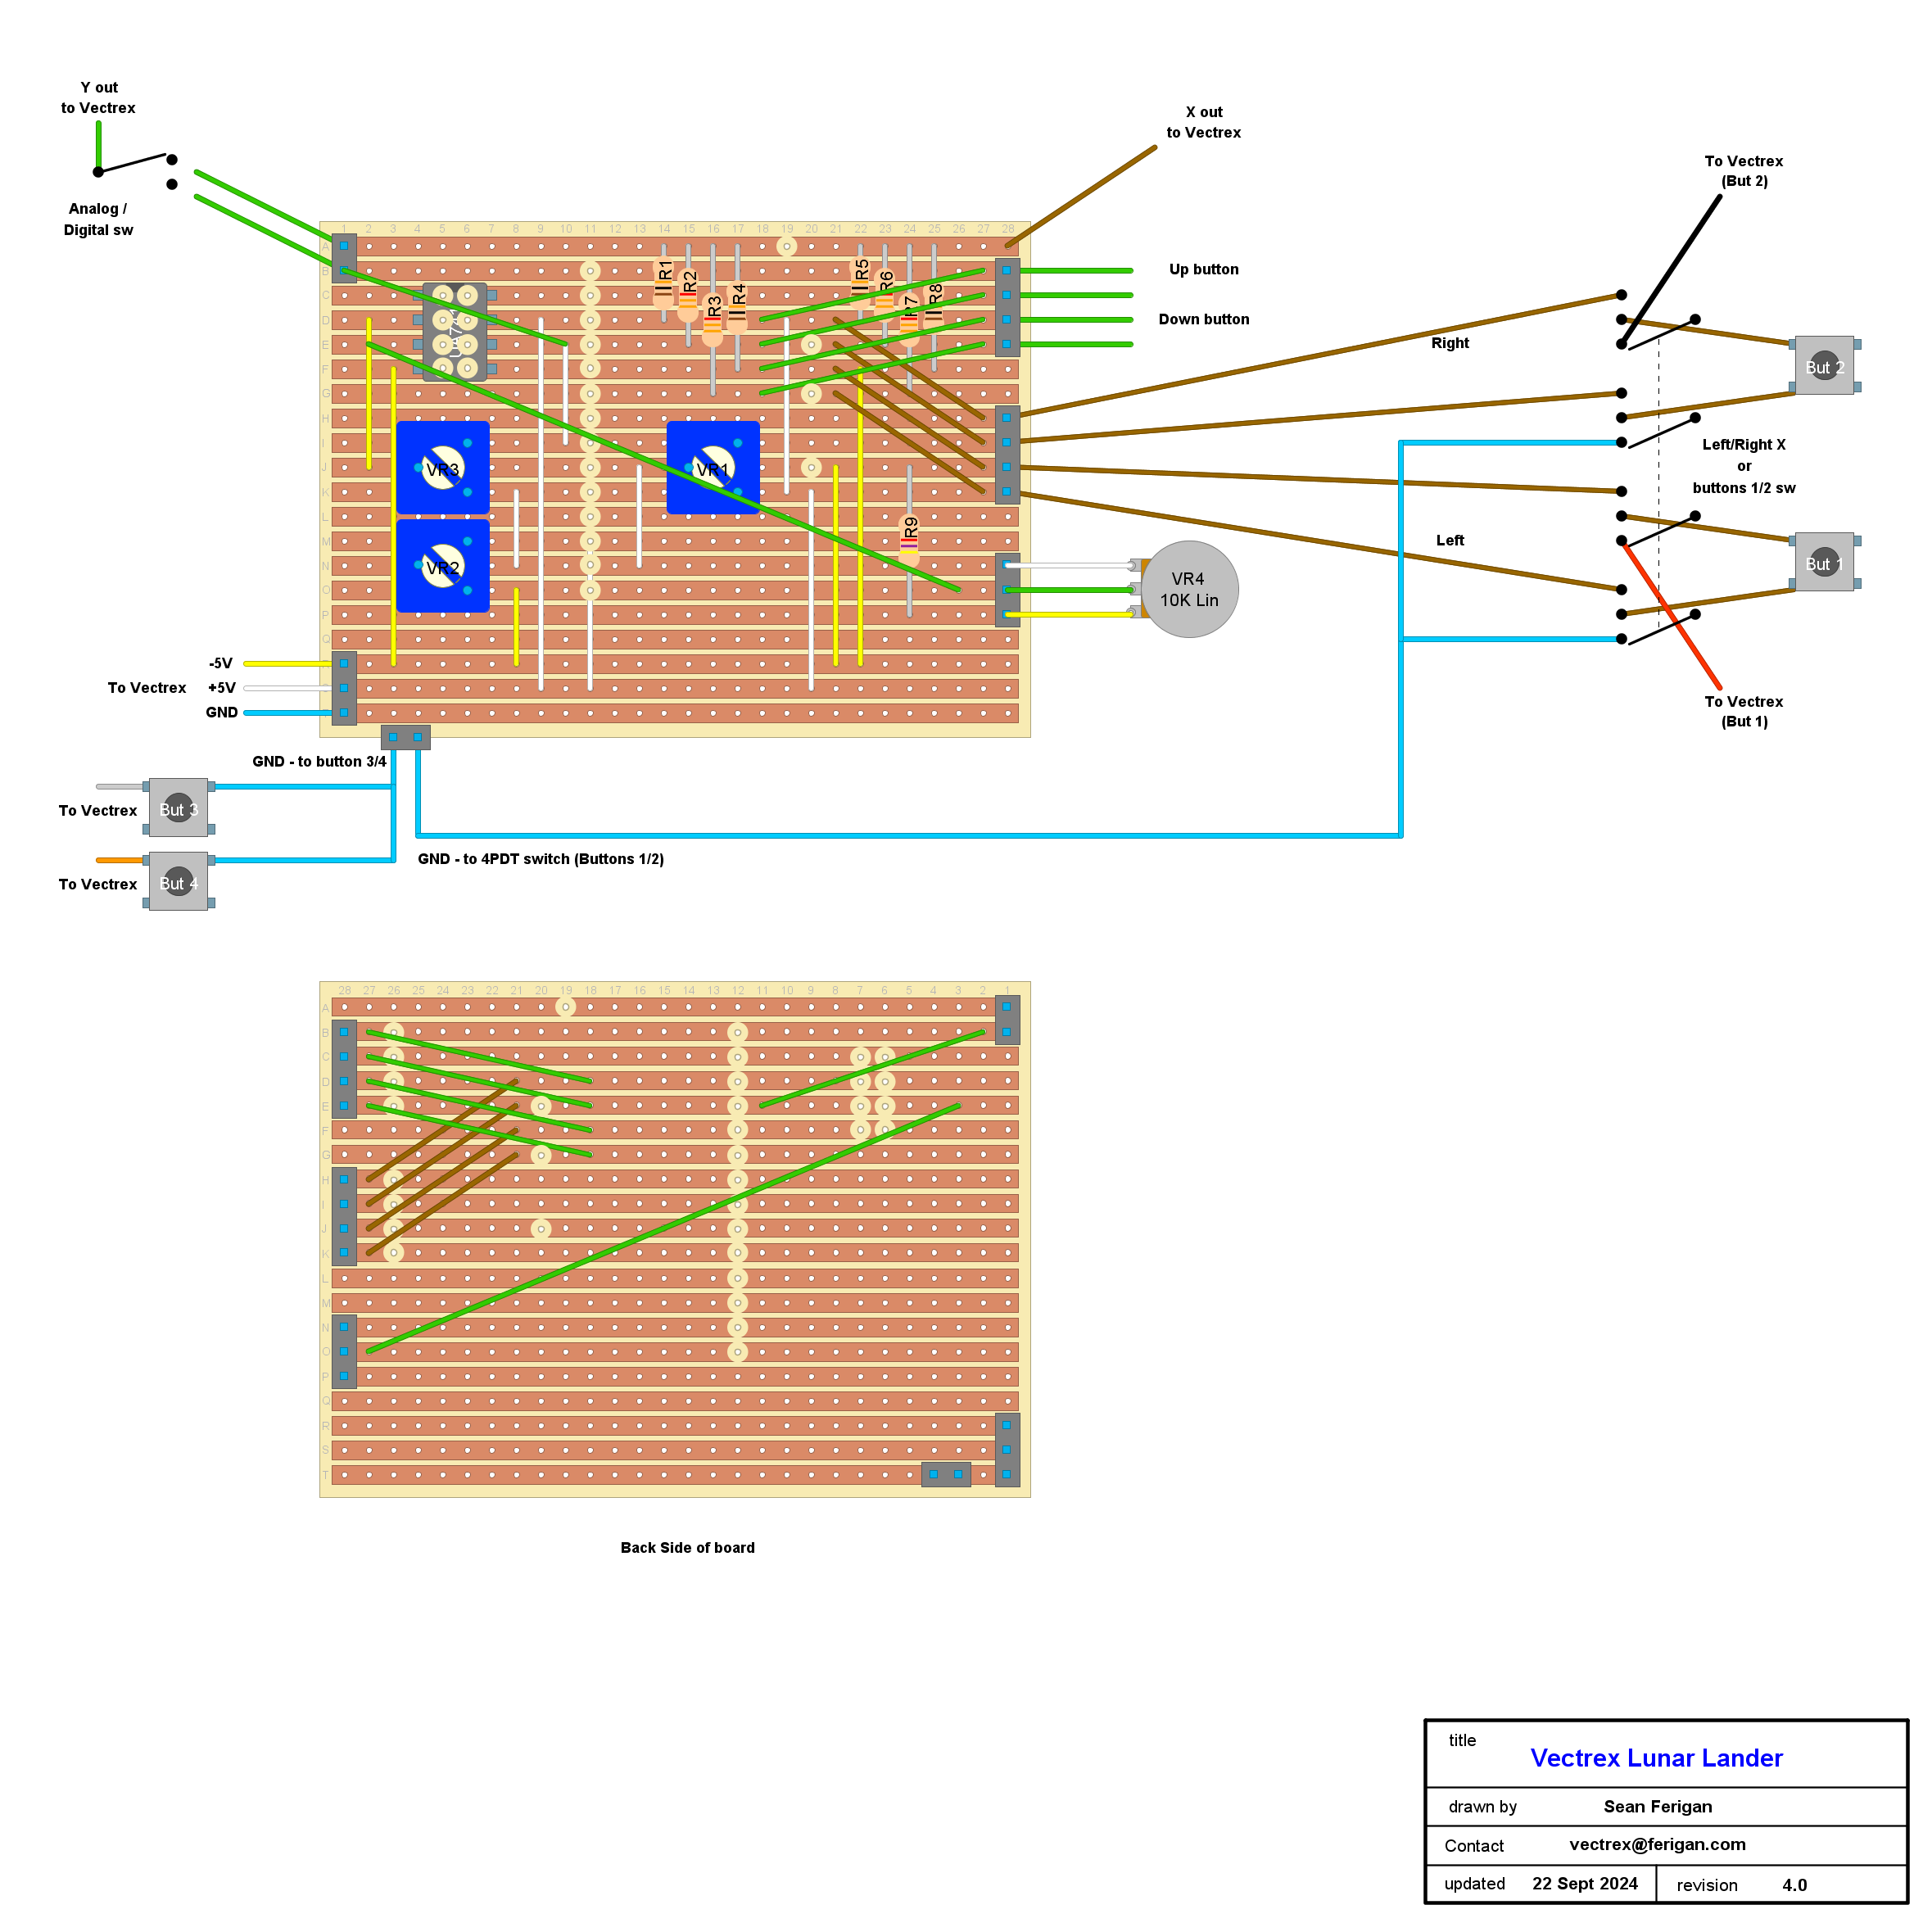 Y out
to Vectrex
Analog /
Digital sw
X out
to Vectrex
To Vectrex
(But 2)
1 2 3 4 5 6 7 8 9 10 11 12 13 14 15 16 17 18 19 20 21 22 23 24 25 26 27 28
A
B
C
D
E
F
G
H
I
J
K
L
M
N
O
P
Q
R1
R2
R3
R4
R5
R6
R7
R8
R9
Up button
Down button
Right
Left
But 2
Left/Right X
or
buttons 1/2 sw
But 1
To Vectrex
(But 1)
VR3
VR1
VR2
VR4
10K Lin
-5V
To Vectrex +5V
GND
GND - to button 3/4
But 3
To Vectrex
But 4
To Vectrex
GND - to 4PDT switch (Buttons 1/2)
28 27 26 25 24 23 22 21 20 19 18 17 16 15 14 13 12 11 10 9 8 7 6 5 4 3 2 1
A
B
C
D
E
F
G
H
I
J
K
L
M
N
O
P
Q
R
S
T
Back Side of board
title
Vectrex Lunar Lander
drawn by Sean Ferigan
Contact vectrex@ferigan.com
updated 22 Sept 2024 revision 4.0